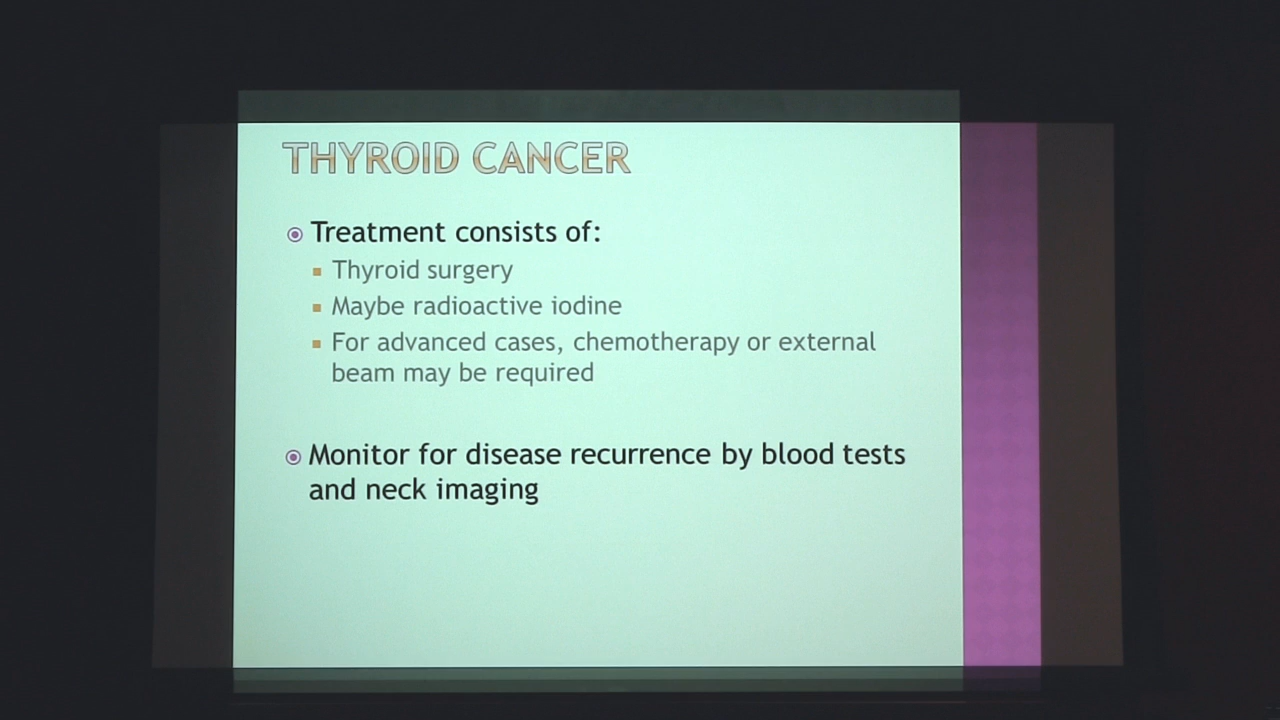 THYROID CANCER
Treatment consists of:
Thyroid surgery
Maybe radioactive iodine
For advanced cases, chemotherapy or external
beam may be required
Monitor for disease recurrence by blood tests
and neck imaging